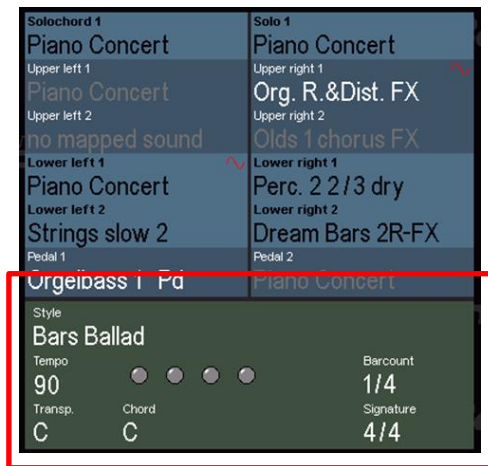 Solochord 1 Solo 1
Piano Concert Piano Concert
Upper left 1 Upper right 1
Piano Concert Org. R.&Dist. FX
Upper left 2 Upper right 2
no mapped sound Olds 1 chorus FX
Lower left 1 Lower right 1
Piano Concert Perc. 2 2/3 dry
Lower left 2 Lower right 2
Strings slow 2 Dream Bars 2R-FX
Pedal 1 Pedal 2
Orgelbass 1 Pd Piano Concert
Style
Bars Ballad
Tempo Barcount
90 1/4
Transp. Chord Signature
C C 4/4